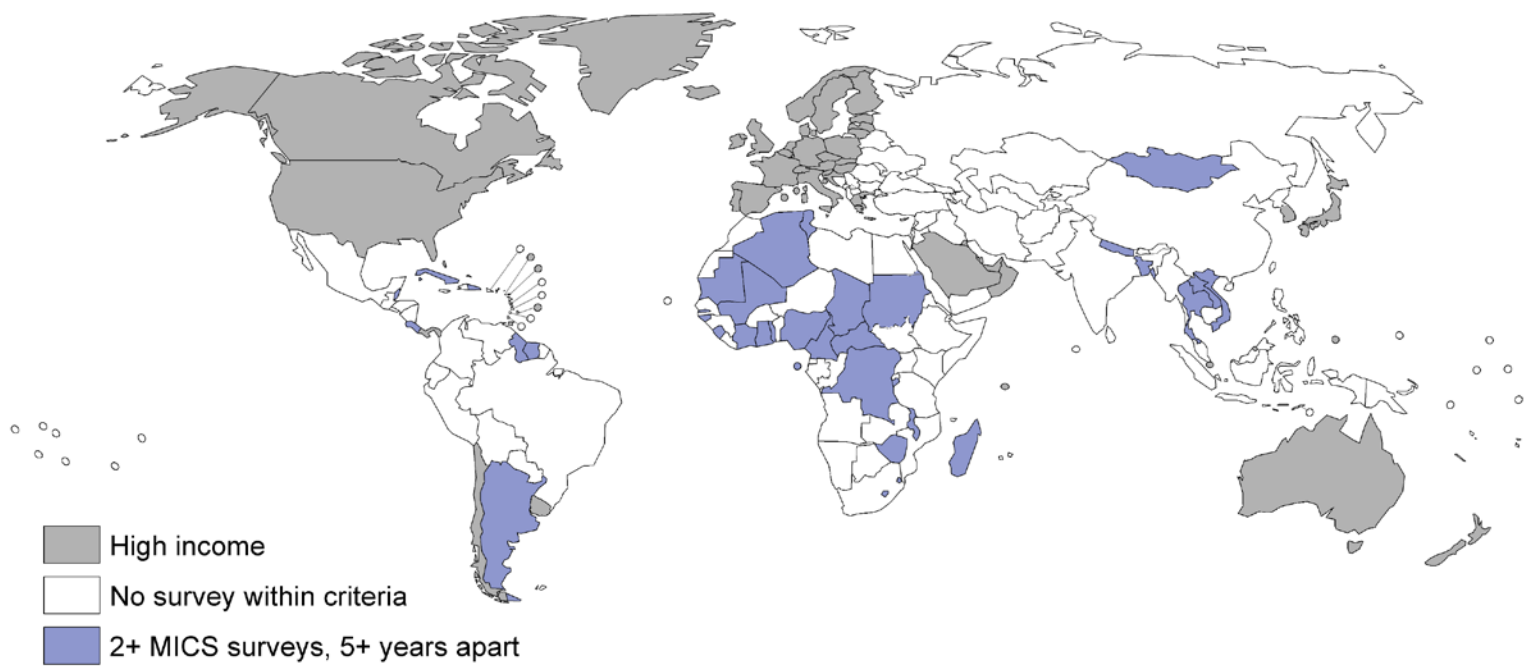 High income
No survey within criteria
2+ MICS surveys, 5+ years apart